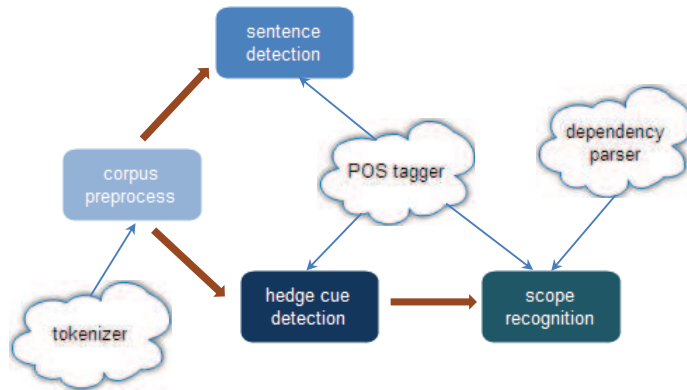 sentence
detection
dependency
parser
POS tagger
corpus
preprocess
hedge cue
detection
scope
recognition
tokenizer